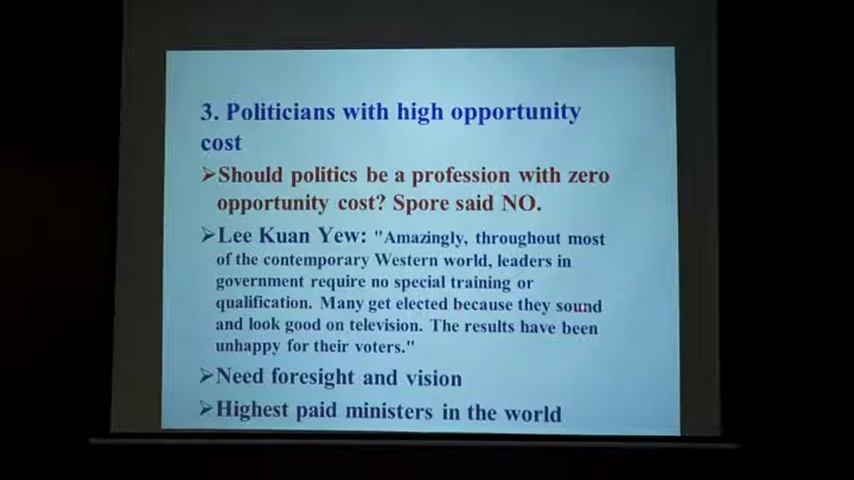 3. Politicians with high opportunity
cost
➢Should politics be a profession with zero
opportunity cost? Spore said NO.
➢Lee Kuan Yew: "Amazingly, throughout most
of the contemporary Western world, leaders in
government require no special training or
qualification. Many get elected because they sound
and look good on television. The results have been
unhappy for their voters."
➢Need foresight and vision
➢Highest paid ministers in the world